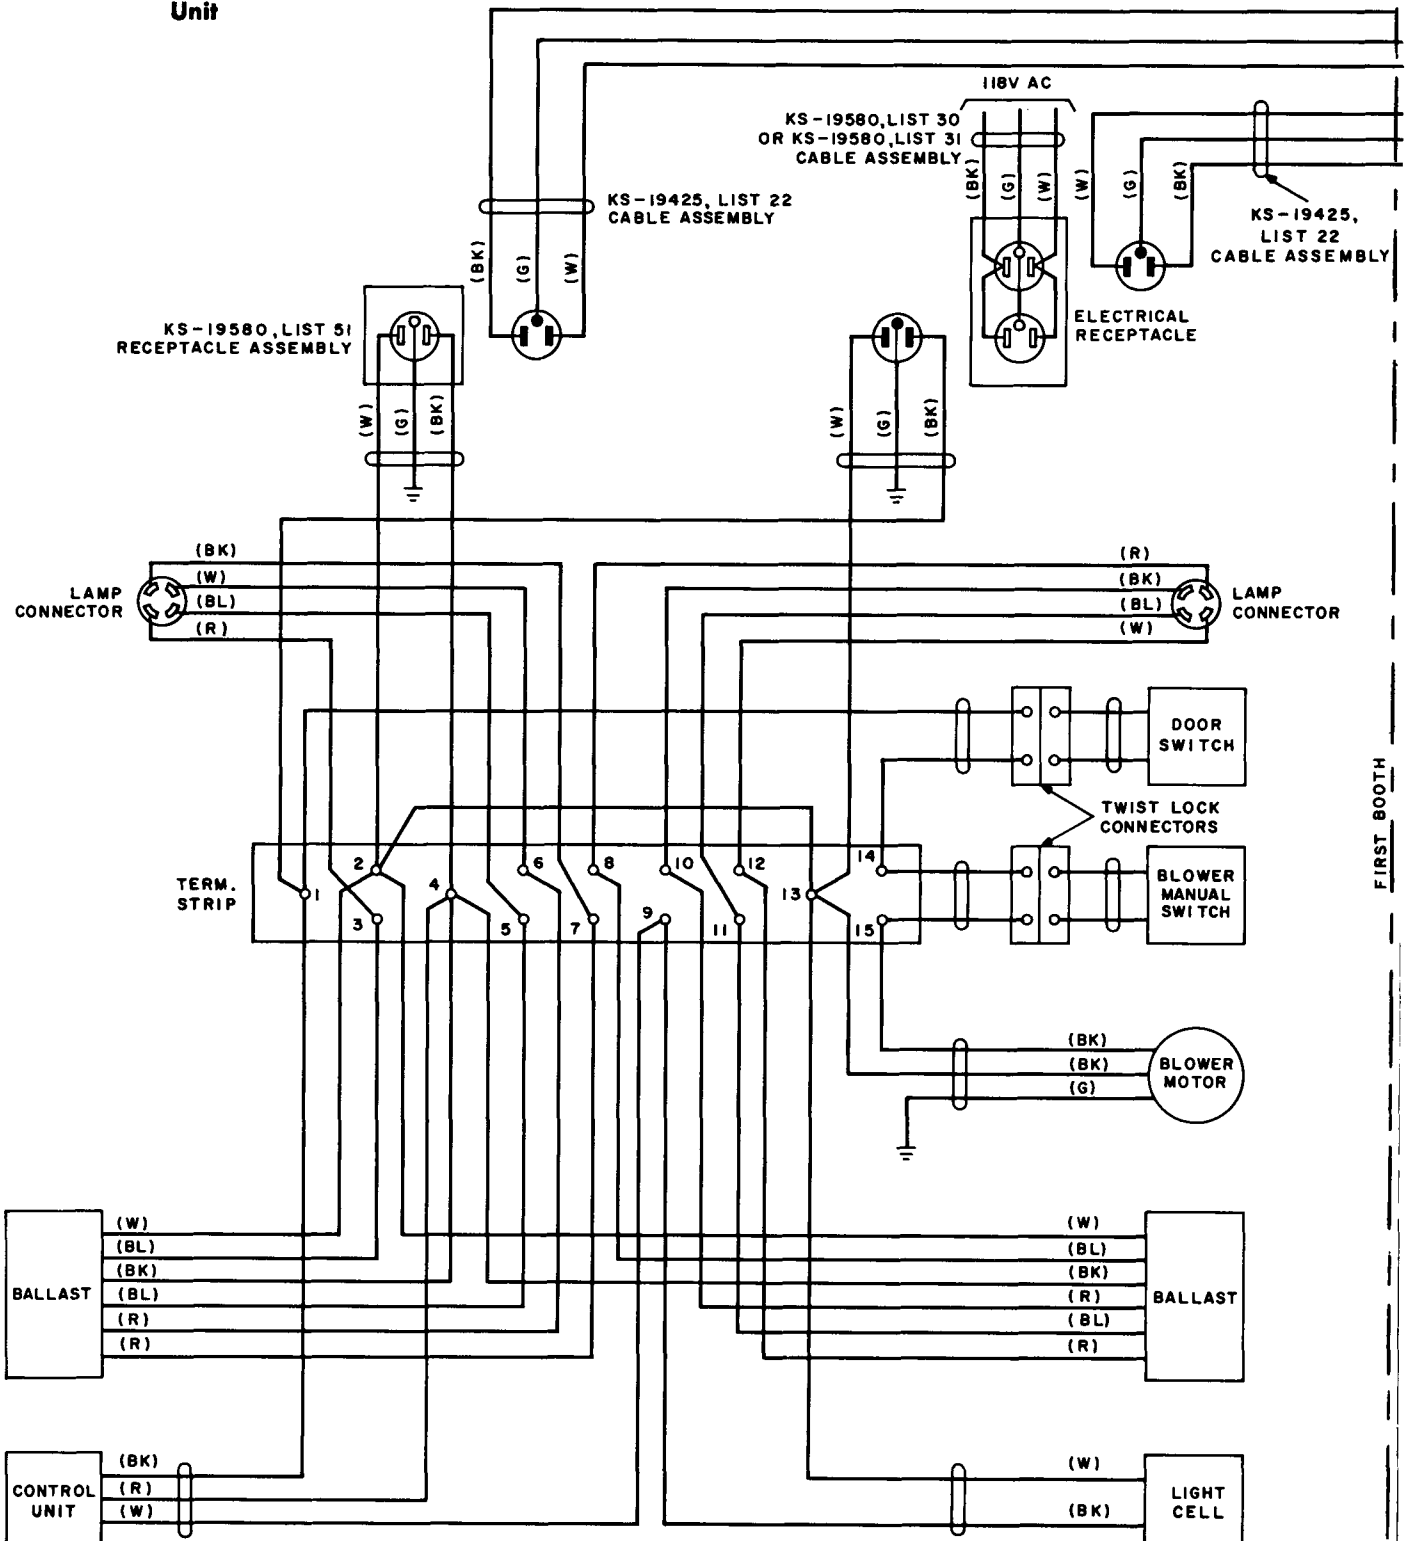 Unit
118V AC
KS-19580, LIST 30
OR KS-19580, LIST 31
CABLE ASSEMBLY
(BK)
(G)
(W)
(W)
(G)
(BK)
KS-19425,
LIST 22
CABLE ASSEMBLY
KS-19425, LIST 22
CABLE ASSEMBLY
(BK)
(G)
(W)
ELECTRICAL
RECEPTACLE
KS-19580, LIST 51
RECEPTACLE ASSEMBLY
(W)
(G)
(BK)
(W)
(G)
(BK)
LAMP
CONNECTOR
(BK)
(W)
(BL)
(R)
(R)
(BK)
(BL)
(W)
LAMP
CONNECTOR
DOOR
SWITCH
TWIST LOCK
CONNECTORS
FIRST BOOTH
TERM.
STRIP
1
2
3
4
5
6
7
8
9
10
11
12
13
14
15
BLOWER
MANUAL
SWITCH
(BK)
(BK)
(G)
BLOWER
MOTOR
BALLAST
(W)
(BL)
(BK)
(BL)
(R)
(R)
(W)
(BL)
(BK)
(R)
(BL)
(R)
BALLAST
CONTROL
UNIT
(BK)
(R)
(W)
(W)
(BK)
LIGHT
CELL